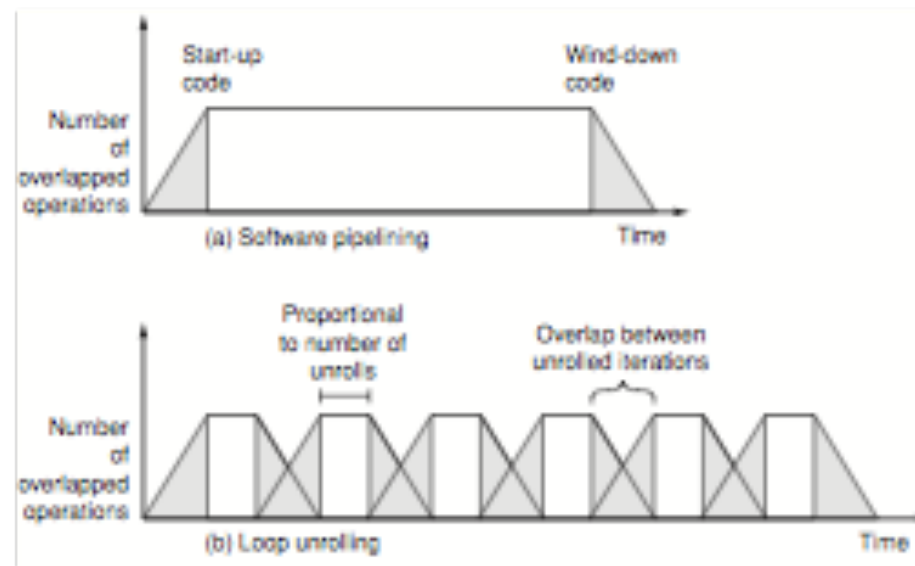 Start-up
code
Wind-down
code
Number
of
overlapped
operations
(a) Software pipelining
Time
Proportional
to number of
unrolls
Overlap between
unrolled iterations
Number
of
overlapped
operations
(b) Loop unrolling
Time